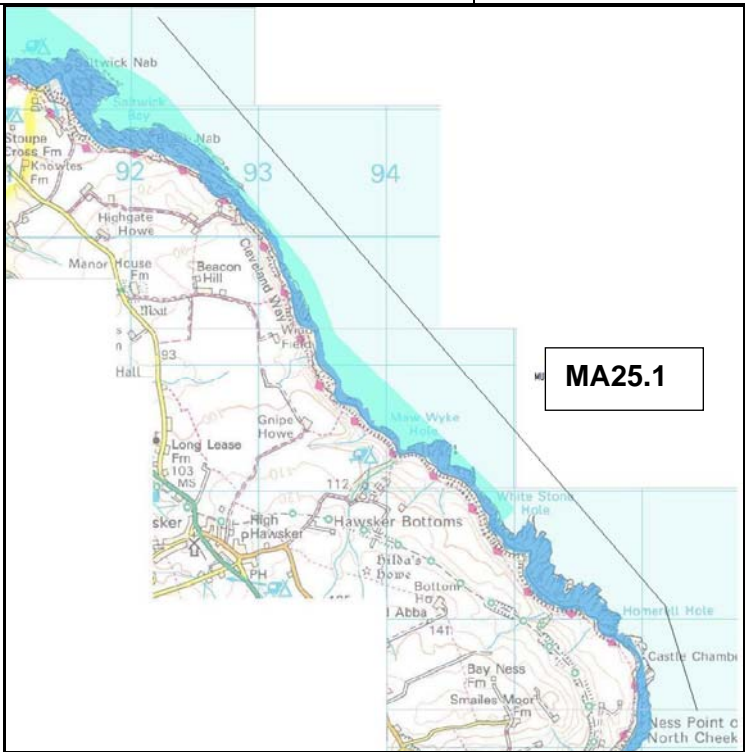 Saltwick Nab
Saltwick
Bay
Nab
Stoupe
Cross Fm
Knowles
Fm
92
93
94
Highgate
Howe
Manor House
Fm
Beacon
Hill
Moat
Cleveland Way
93
Hall
Field
MA25.1
Gnipe
Howe
Maw Wyke
Hole
Long Lease
Fm
103
MS
112
White Stone
Hole
sker
High
Hawsker
Hawsker Bottoms
PH
Hilda's
Howe
Bottom
Ho
Abba
141
Homerell Hole
Castle Chambe
Bay Ness
Fm
Smailes Moor
Fm
Ness Point o
North Cheek